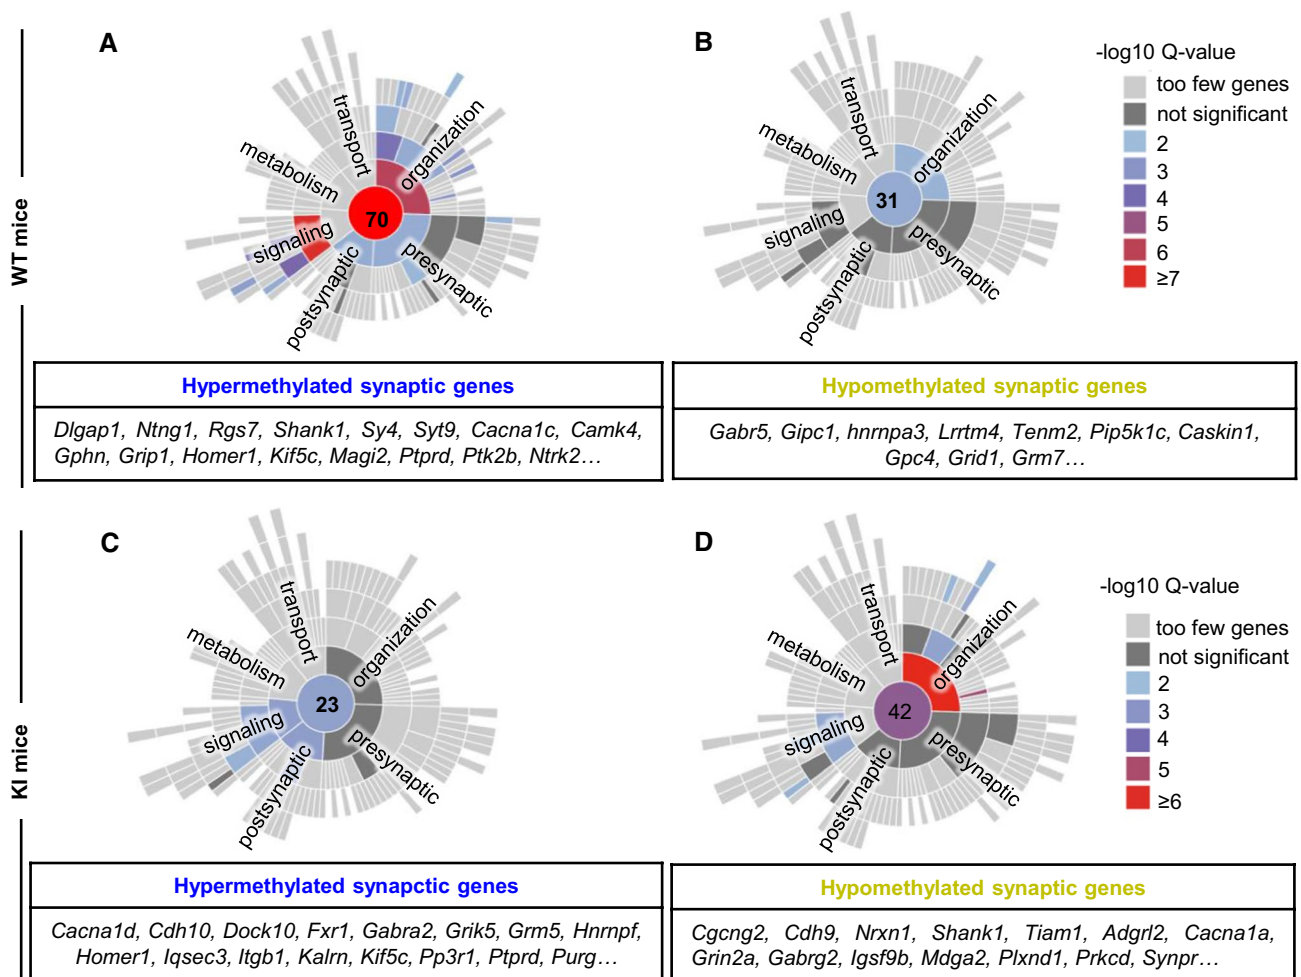 WT mice
A
transport
organization
metabolism
70
signaling
presynaptic
postsynaptic
Hypermethylated synaptic genes
Dlgap1, Ntng1, Rgs7, Shank1, Sy4, Syt9, Cacna1c, Camk4,
Gphn, Grip1, Homer1, Kif5c, Magi2, Ptprd, Ptk2b, Ntrk2…
B
transport
organization
metabolism
31
signaling
presynaptic
postsynaptic
-log10 Q-value
too few genes
not significant
2
3
4
5
6
≥7
Hypomethylated synaptic genes
Gabr5, Gipc1, hnrnpa3, Lrrtm4, Tenm2, Pip5k1c, Caskin1,
Gpc4, Grid1, Grm7…
KI mice
C
transport
organization
metabolism
23
signaling
presynaptic
postsynaptic
Hypermethylated synapctic genes
Cacna1d, Cdh10, Dock10, Fxr1, Gabra2, Grik5, Grm5, Hnrnpf,
Homer1, Iqsec3, Itgb1, Kalrn, Kif5c, Pp3r1, Ptprd, Purg…
D
transport
organization
metabolism
42
signaling
presynaptic
postsynaptic
-log10 Q-value
too few genes
not significant
2
3
4
5
≥6
Hypomethylated synaptic genes
Cgcng2, Cdh9, Nrxn1, Shank1, Tiam1, Adgrl2, Cacna1a,
Grin2a, Gabrg2, Igsf9b, Mdga2, Plxnd1, Prkcd, Synpr…